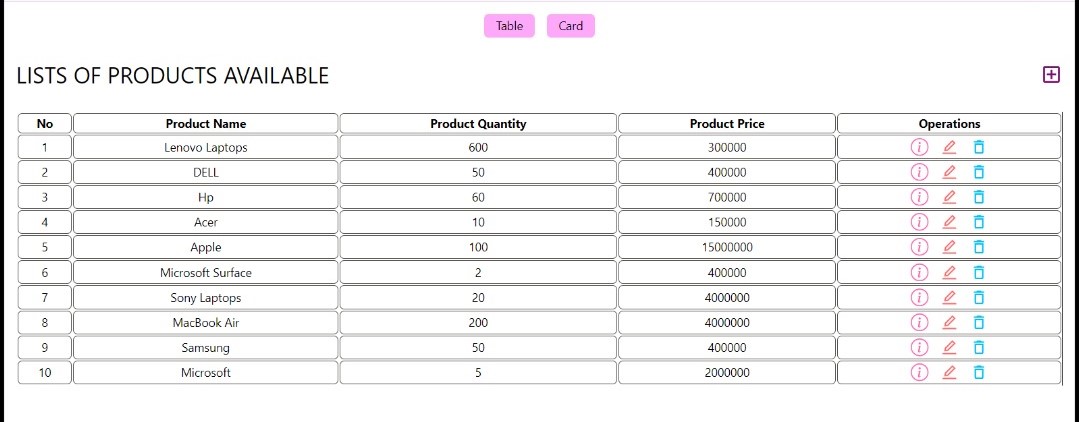 Table Card
LISTS OF PRODUCTS AVAILABLE
No Product Name Product Quantity Product Price Operations
1 Lenovo Laptops 600 300000
2 DELL 50 400000
3 Hp 60 700000
4 Acer 10 150000
5 Apple 100 15000000
6 Microsoft Surface 2 400000
7 Sony Laptops 20 4000000
8 MacBook Air 200 4000000
9 Samsung 50 400000
10 Microsoft 5 2000000